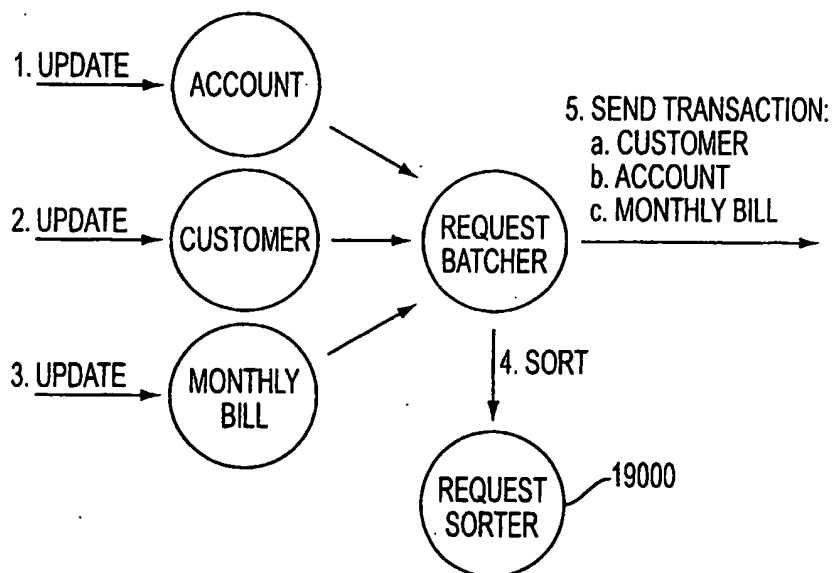 1. UPDATE
ACCOUNT
2. UPDATE
CUSTOMER
3. UPDATE
MONTHLY
BILL
REQUEST
BATCHER
5. SEND TRANSACTION:
a. CUSTOMER
b. ACCOUNT
c. MONTHLY BILL
4. SORT
REQUEST
SORTER
19000